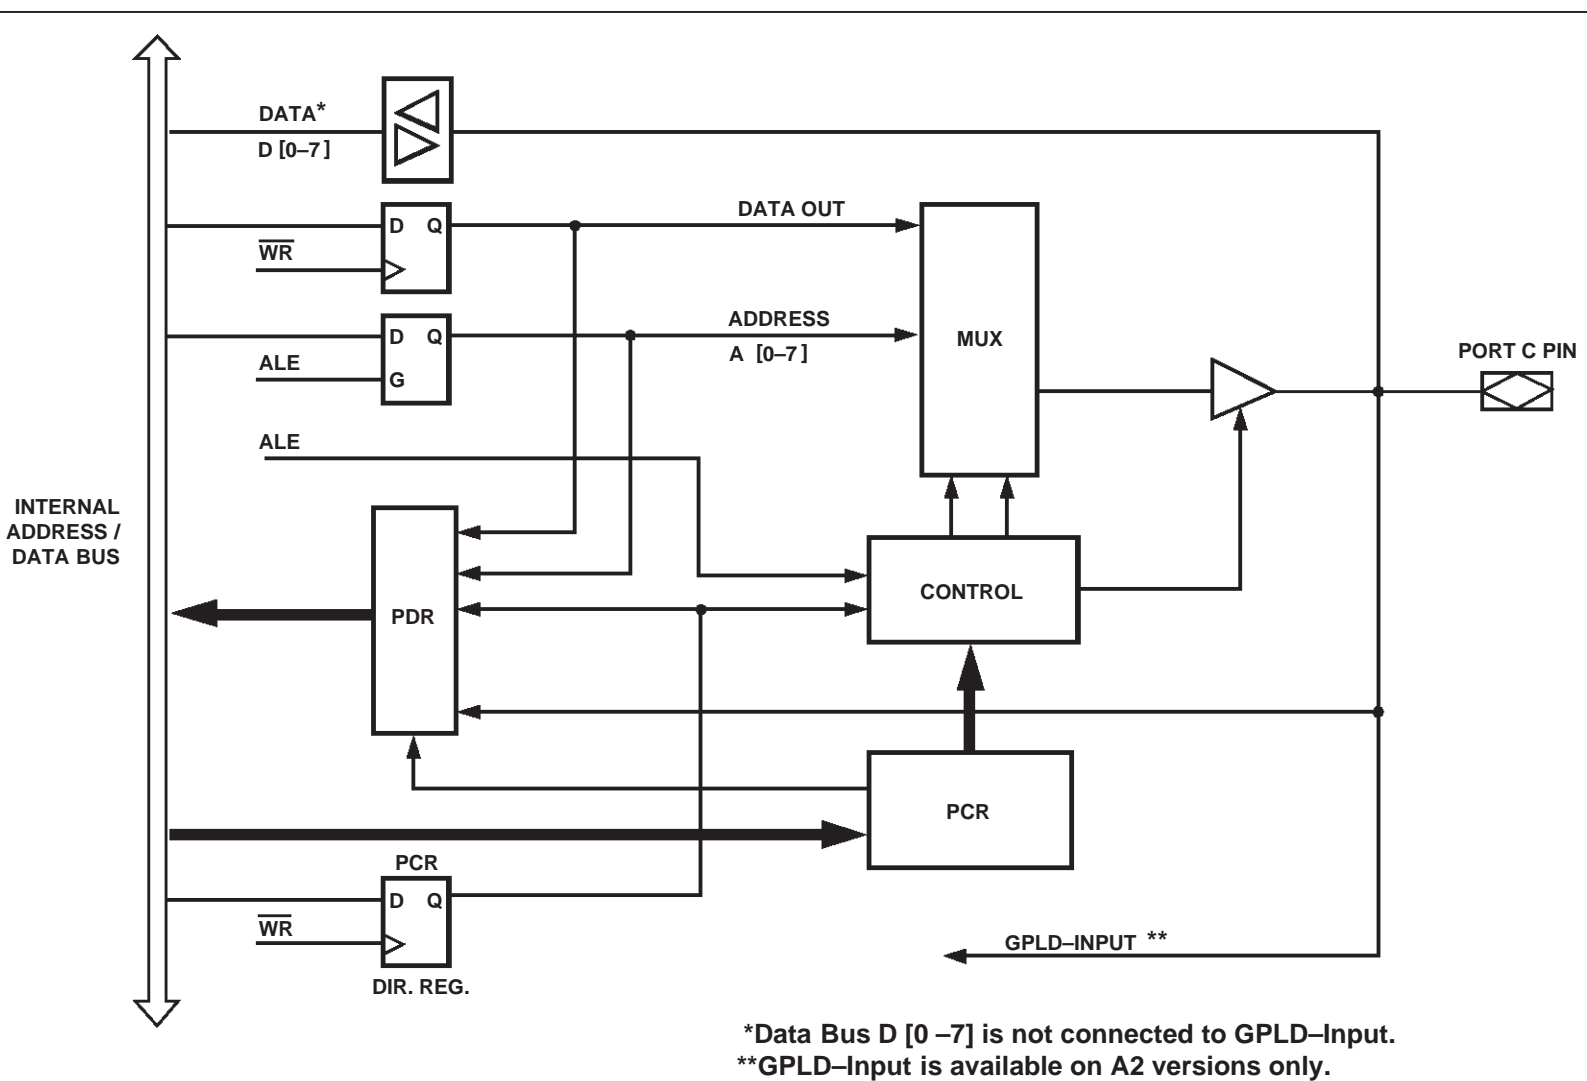 DATA*
D [0–7]
D Q
WR
DATA OUT
D Q
G
ALE
ADDRESS
A [0–7]
MUX
PORT C PIN
ALE
INTERNAL
ADDRESS /
DATA BUS
PDR
CONTROL
PCR
PCR
D Q
WR
DIR. REG.
GPLD–INPUT **
*Data Bus D [0 –7] is not connected to GPLD–Input.
**GPLD–Input is available on A2 versions only.